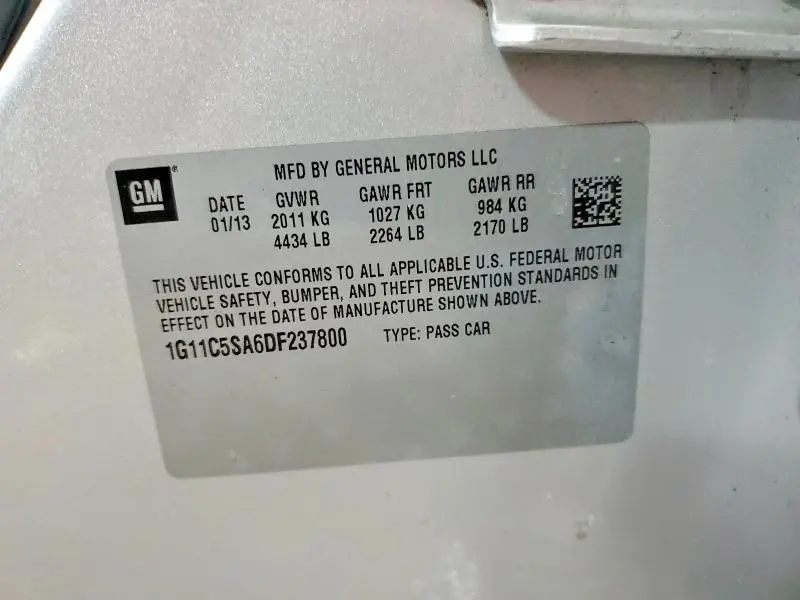 MFD BY GENERAL MOTORS LLC
GM ®
DATE GVWR GAWR FRT GAWR RR
01/13 2011 KG 1027 KG 984 KG
4434 LB 2264 LB 2170 LB
THIS VEHICLE CONFORMS TO ALL APPLICABLE U.S. FEDERAL MOTOR
VEHICLE SAFETY, BUMPER, AND THEFT PREVENTION STANDARDS IN
EFFECT ON THE DATE OF MANUFACTURE SHOWN ABOVE.
1G11C5SA6DF237800 TYPE: PASS CAR